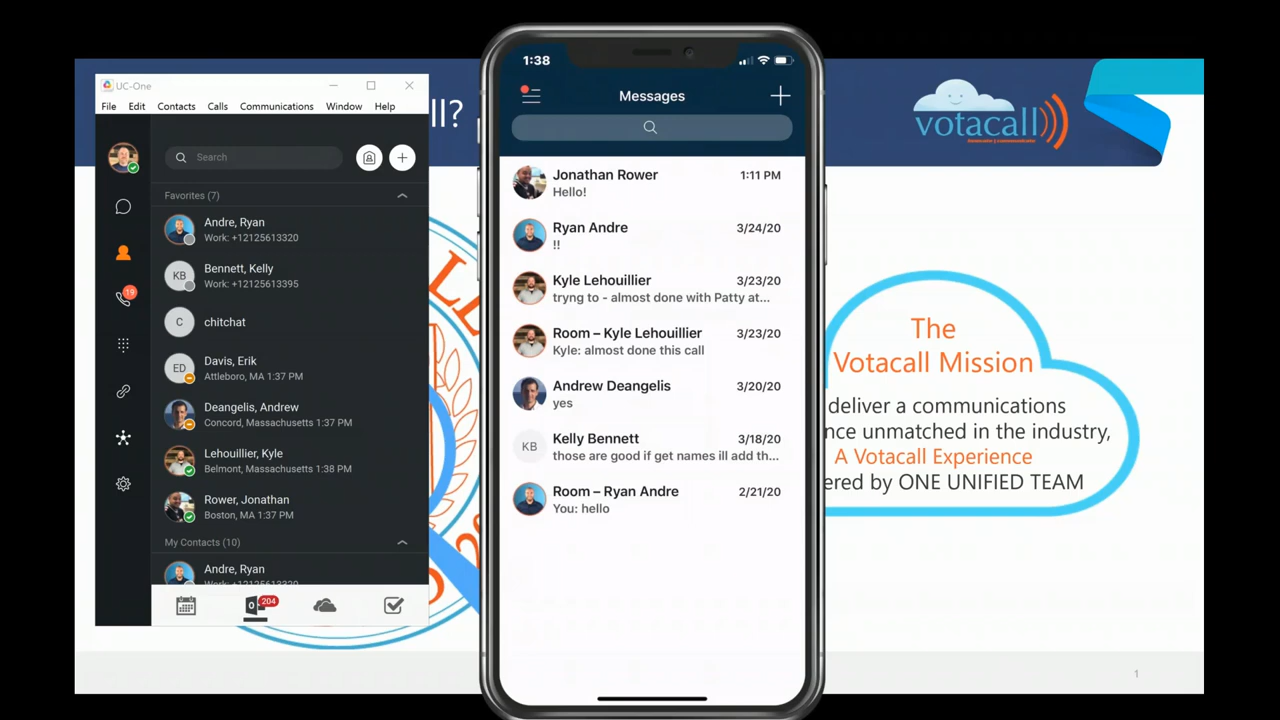 UC-One
File Edit Contacts Calls Communications Window Help
Search
Favorites (7)
Andre, Ryan
Work: +12125613320
KB
Bennett, Kelly
Work: +12125613395
C
chitchat
ED
Davis, Erik
Attleboro, MA 1:37 PM
Deangelis, Andrew
Concord, Massachusetts 1:37 PM
Lehouillier, Kyle
Belmont, Massachusetts 1:38 PM
Rower, Jonathan
Boston, MA 1:37 PM
My Contacts (10)
Andre, Ryan
Work: +12125613320
19
204
ll?
1:38
Messages
Jonathan Rower 1:11 PM
Hello!
Ryan Andre 3/24/20
!!
Kyle Lehouillier 3/23/20
tryng to - almost done with Patty at...
Room – Kyle Lehouillier 3/23/20
Kyle: almost done this call
Andrew Deangelis 3/20/20
yes
KB
Kelly Bennett 3/18/20
those are good if get names ill add th...
Room – Ryan Andre 2/21/20
You: hello
votacall
The
Votacall Mission
deliver a communications
nce unmatched in the industry,
A Votacall Experience
ered by ONE UNIFIED TEAM
1